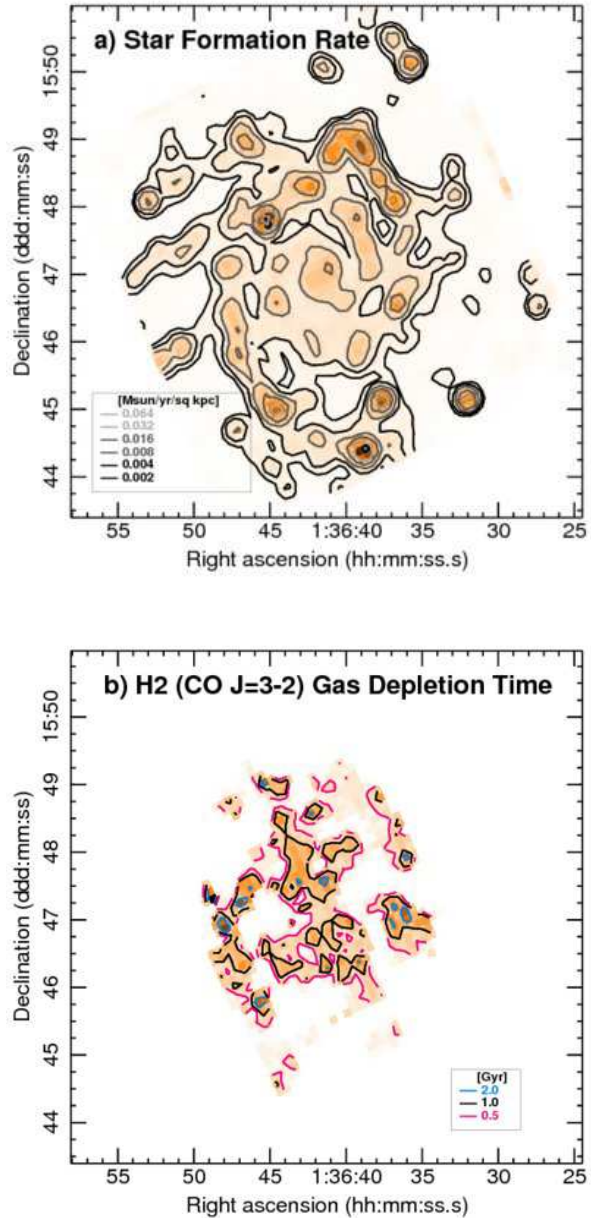 a) Star Formation Rate
15:50
49
48
47
46
45
44
Declination (ddd:mm:ss)
[Msun/yr/sq kpc]
0.064
0.032
0.016
0.008
0.004
0.002
55 50 45 1:36:40 35 30 25
Right ascension (hh:mm:ss.s)
b) H2 (CO J=3-2) Gas Depletion Time
15:50
49
48
47
46
45
44
Declination (ddd:mm:ss)
[Gyr]
2.0
1.0
0.5
55 50 45 1:36:40 35 30 25
Right ascension (hh:mm:ss.s)